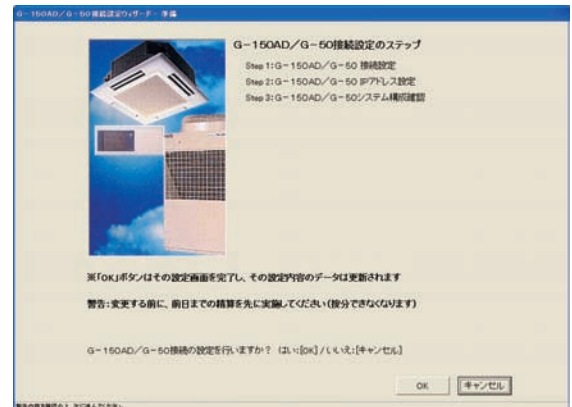 G-150AD/G-50接続設定ウィザード - 準備
G-150AD/G-50接続設定のステップ
Step 1:G-150AD/G-50 接続設定
Step 2:G-150AD/G-50 IPアドレス設定
Step 3:G-150AD/G-50システム構成確認
※「OK」ボタンはその設定画面を完了し、その設定内容のデータは更新されます
警告:変更する前に、前日までの精算を先に実施してください(按分できなくなります)
G-150AD/G-50接続の設定を行いますか? はい:[OK] / いいえ:[キャンセル]
OK キャンセル